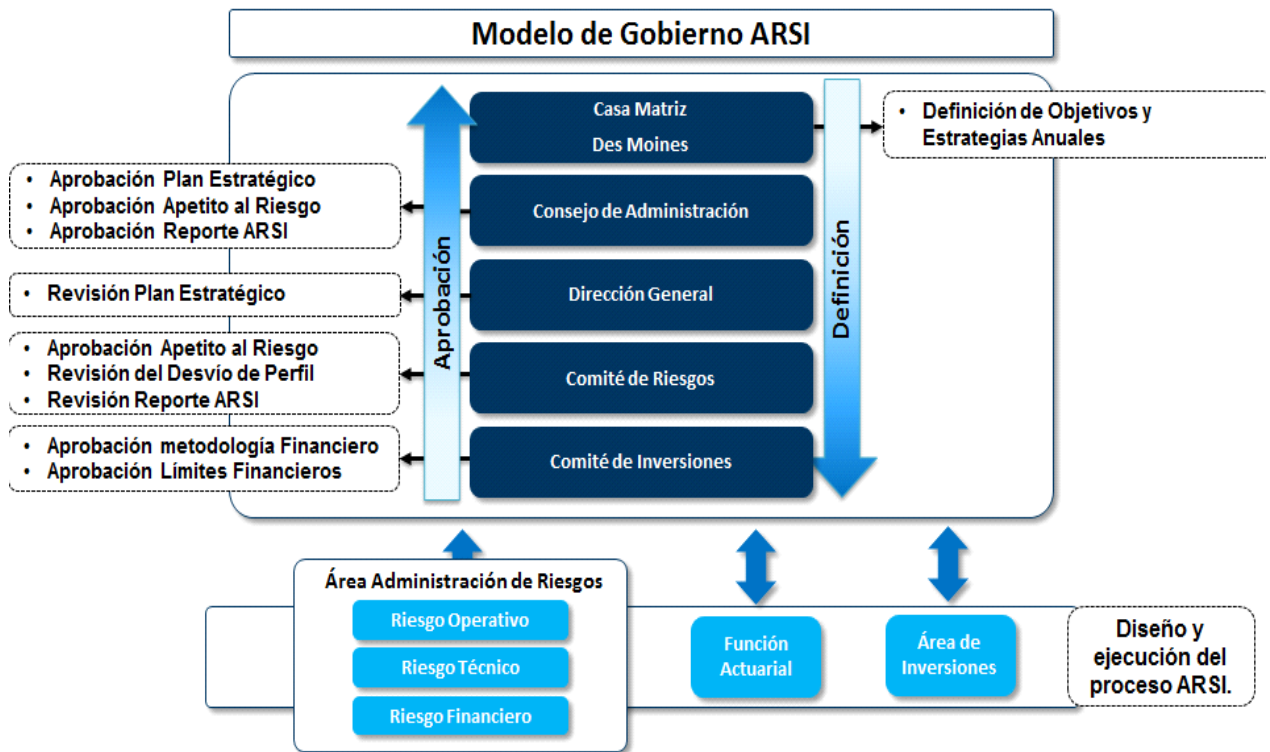 Modelo de Gobierno ARSI
Casa Matriz
Des Moines
• Definición de Objetivos y
Estrategias Anuales
• Aprobación Plan Estratégico
• Aprobación Apetito al Riesgo
• Aprobación Reporte ARSI
Consejo de Administración
Aprobación
Definición
• Revisión Plan Estratégico
Dirección General
• Aprobación Apetito al Riesgo
• Revisión del Desvío de Perfil
• Revisión Reporte ARSI
Comité de Riesgos
• Aprobación metodología Financiero
• Aprobación Límites Financieros
Comité de Inversiones
Área Administración de Riesgos
Riesgo Operativo
Riesgo Técnico
Riesgo Financiero
Función
Actuarial
Área de
Inversiones
Diseño y
ejecución del
proceso ARSI.